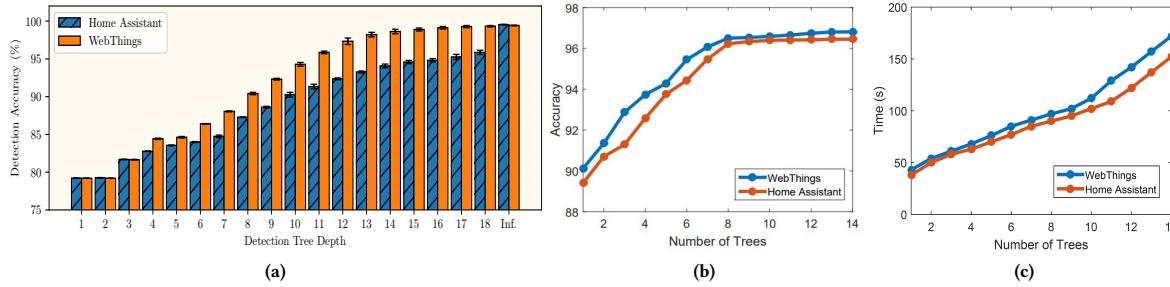 100
95
90
85
80
75
Detection Accuracy (%)
Home Assistant
WebThings
1 2 3 4 5 6 7 8 9 10 11 12 13 14 15 16 17 18 Inf.
Detection Tree Depth
(a)
98
96
94
92
90
88
Accuracy
WebThings
Home Assistant
2 4 6 8 10 12 14
Number of Trees
(b)
200
150
100
50
0
Time (s)
WebThings
Home Assistant
2 4 6 8 10 12
Number of Trees
(c)